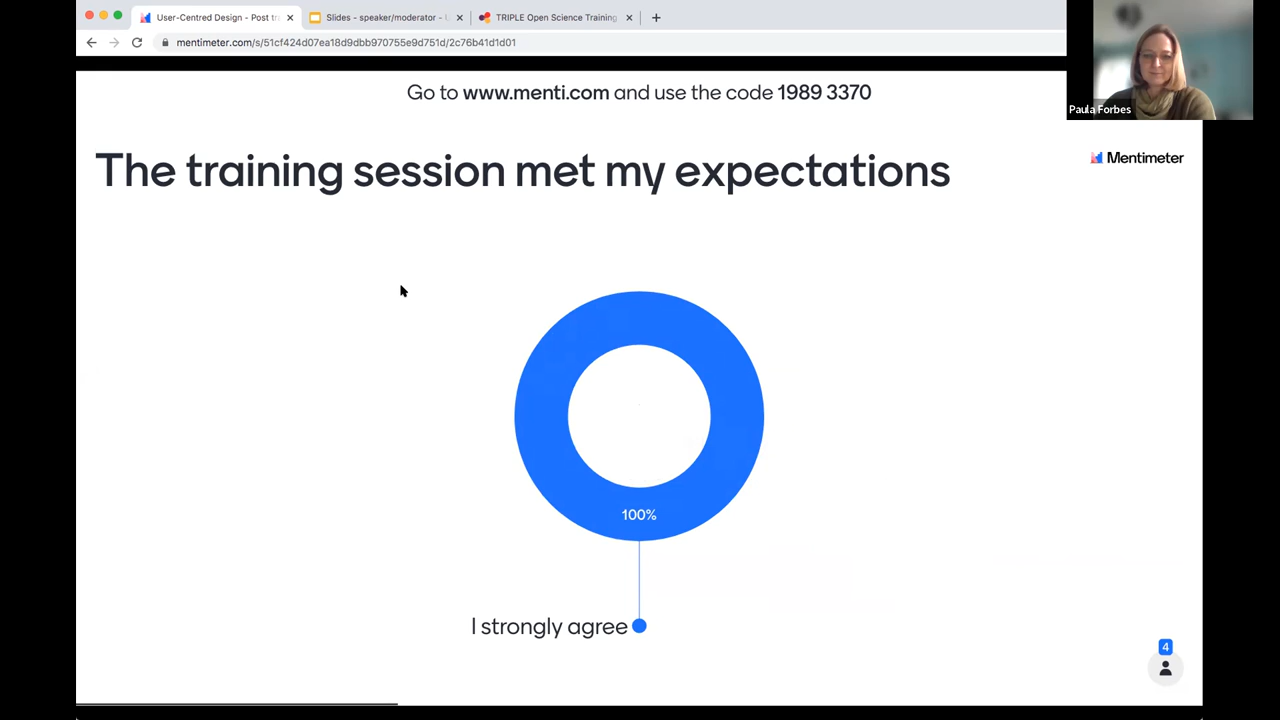 User-Centred Design - Post tr
Slides - speaker/moderator -
TRIPLE Open Science Training
mentimeter.com/s/51cf424d07ea18d9dbb970755e9d751d/2c76b41d1d01
Paula Forbes
Go to www.menti.com and use the code 1989 3370
Mentimeter
The training session met my expectations
100%
I strongly agree
4